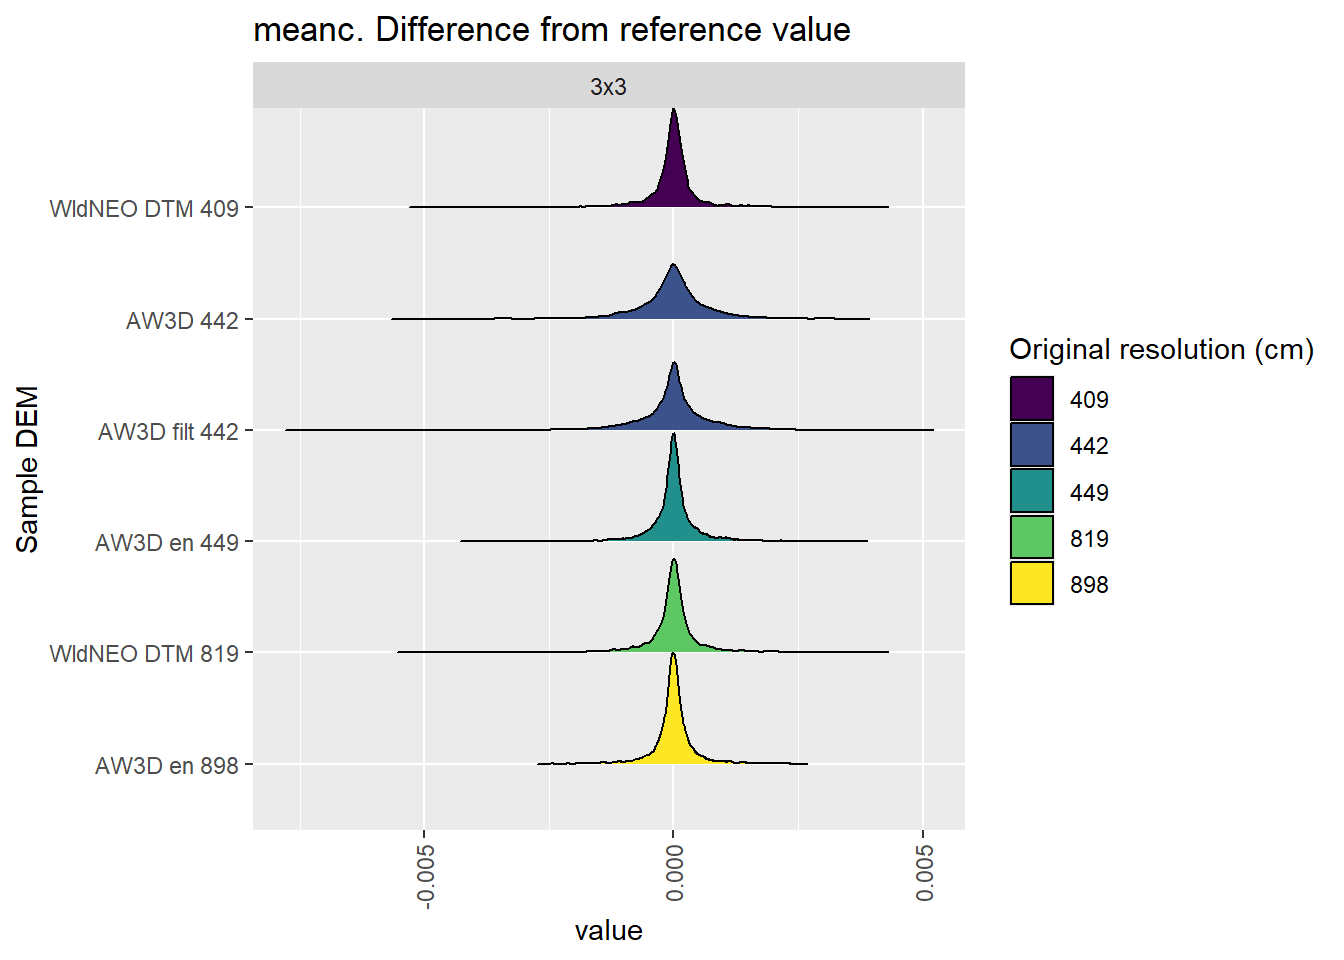 meanc. Difference from reference value
3x3
Sample DEM
WldNEO DTM 409
AW3D 442
AW3D filt 442
AW3D en 449
WldNEO DTM 819
AW3D en 898
-0.005
0.000
0.005
value
Original resolution (cm)
409
442
449
819
898